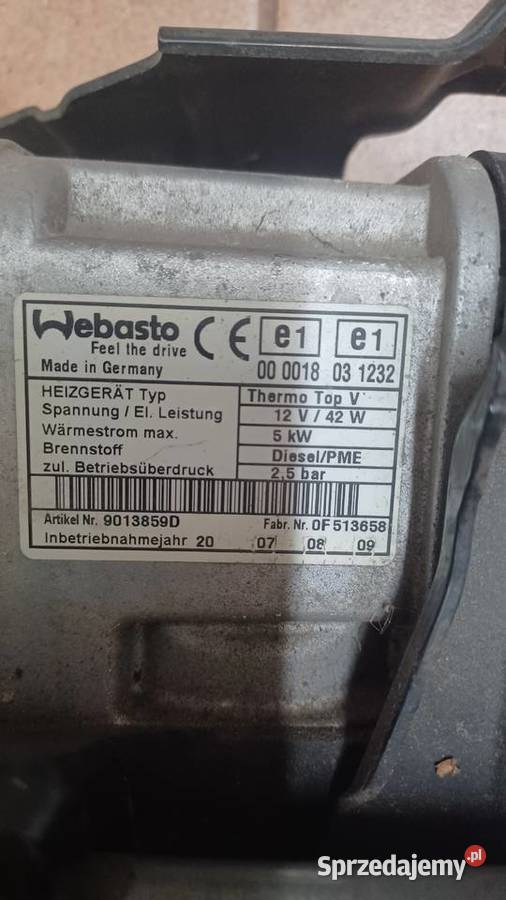 Webasto CE e1 e1
Feel the drive
Made in Germany 00 0018 03 1232
HEIZGERÄT Typ Thermo Top V
Spannung / El. Leistung 12 V / 42 W
Wärmestrom max. 5 kW
Brennstoff Diesel/PME
zul. Betriebsüberdruck 2,5 bar
Artikel Nr. 9013859D Fabr. Nr. 0F513658
Inbetriebnahmejahr 20 07 08 09
Sprzedajemy.pl